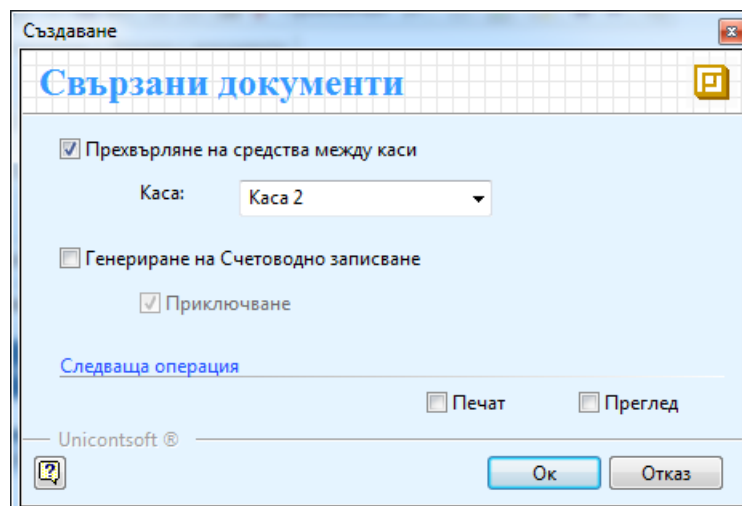 Създаване
Свързани документи
Прехвърляне на средства между каси
Каса: Каса 2
Генериране на Счетоводно записване
Приключване
Следваща операция
Печат Преглед
Unicontsoft ®
Ок Отказ